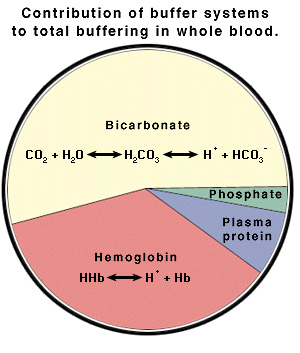 Contribution of buffer systems
to total buffering in whole blood.
Bicarbonate
CO₂ + H₂O ⟷ H₂CO₃ ⟷ H⁺ + HCO₃⁻
Phosphate
Plasma
protein
Hemoglobin
HHb ⟷ H⁺ + Hb